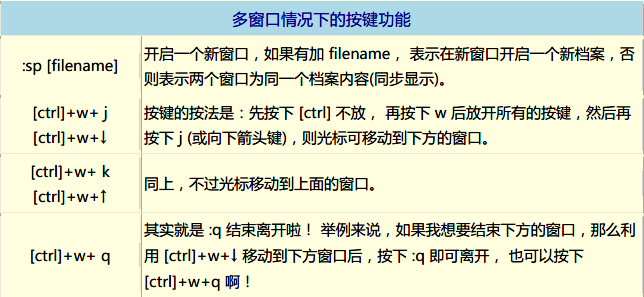 多窗口情况下的按键功能
:sp [filename]
开启一个新窗口，如果有加 filename， 表示在新窗口开启一个新档案，否
则表示两个窗口为同一个档案内容(同步显示)。
[ctrl]+w+ j
[ctrl]+w+↓
按键的按法是：先按下 [ctrl] 不放， 再按下 w 后放开所有的按键，然后再
按下 j (或向下箭头键)，则光标可移动到下方的窗口。
[ctrl]+w+ k
[ctrl]+w+↑
同上，不过光标移动到上面的窗口。
[ctrl]+w+ q
其实就是 :q 结束离开啦！ 举例来说，如果我想要结束下方的窗口，那么利
用 [ctrl]+w+↓ 移动到下方窗口后，按下 :q 即可离开， 也可以按下
[ctrl]+w+q 啊！